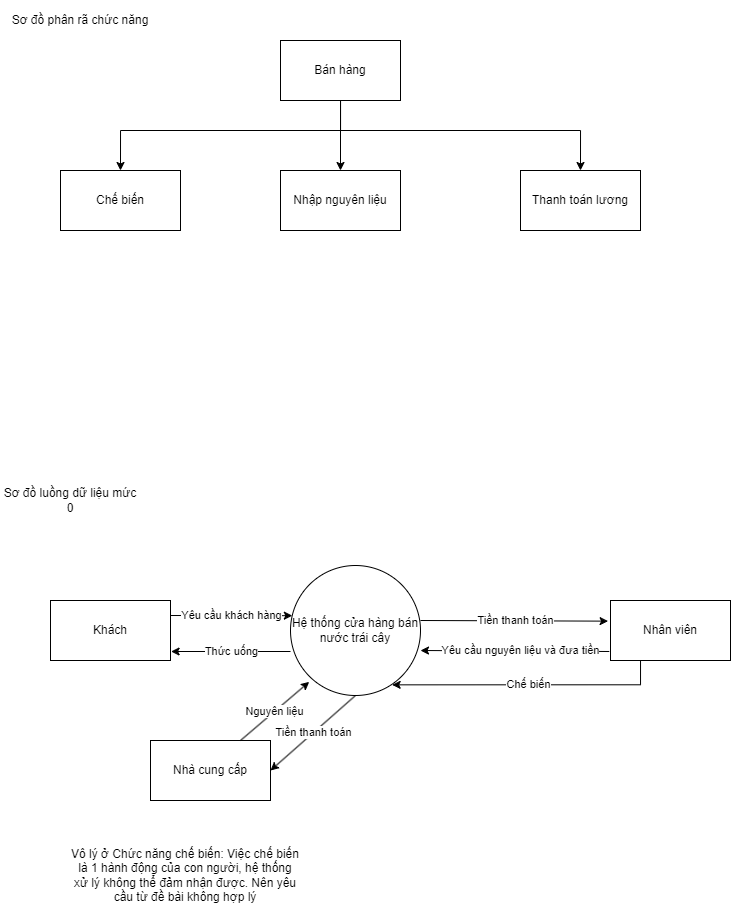 Sơ đồ phân rã chức năng
Bán hàng
Chế biến
Nhập nguyên liệu
Thanh toán lương
Sơ đồ luồng dữ liệu mức
0
Khách
Yêu cầu khách hàng
Thức uống
Hệ thống cửa hàng bán
nước trái cây
Tiền thanh toán
Yêu cầu nguyên liệu và đưa tiền
Chế biến
Nhân viên
Nguyên liệu
Tiền thanh toán
Nhà cung cấp
Vô lý ở Chức năng chế biến: Việc chế biến
là 1 hành động của con người, hệ thống
xử lý không thể đảm nhận được. Nên yêu
cầu từ đề bài không hợp lý